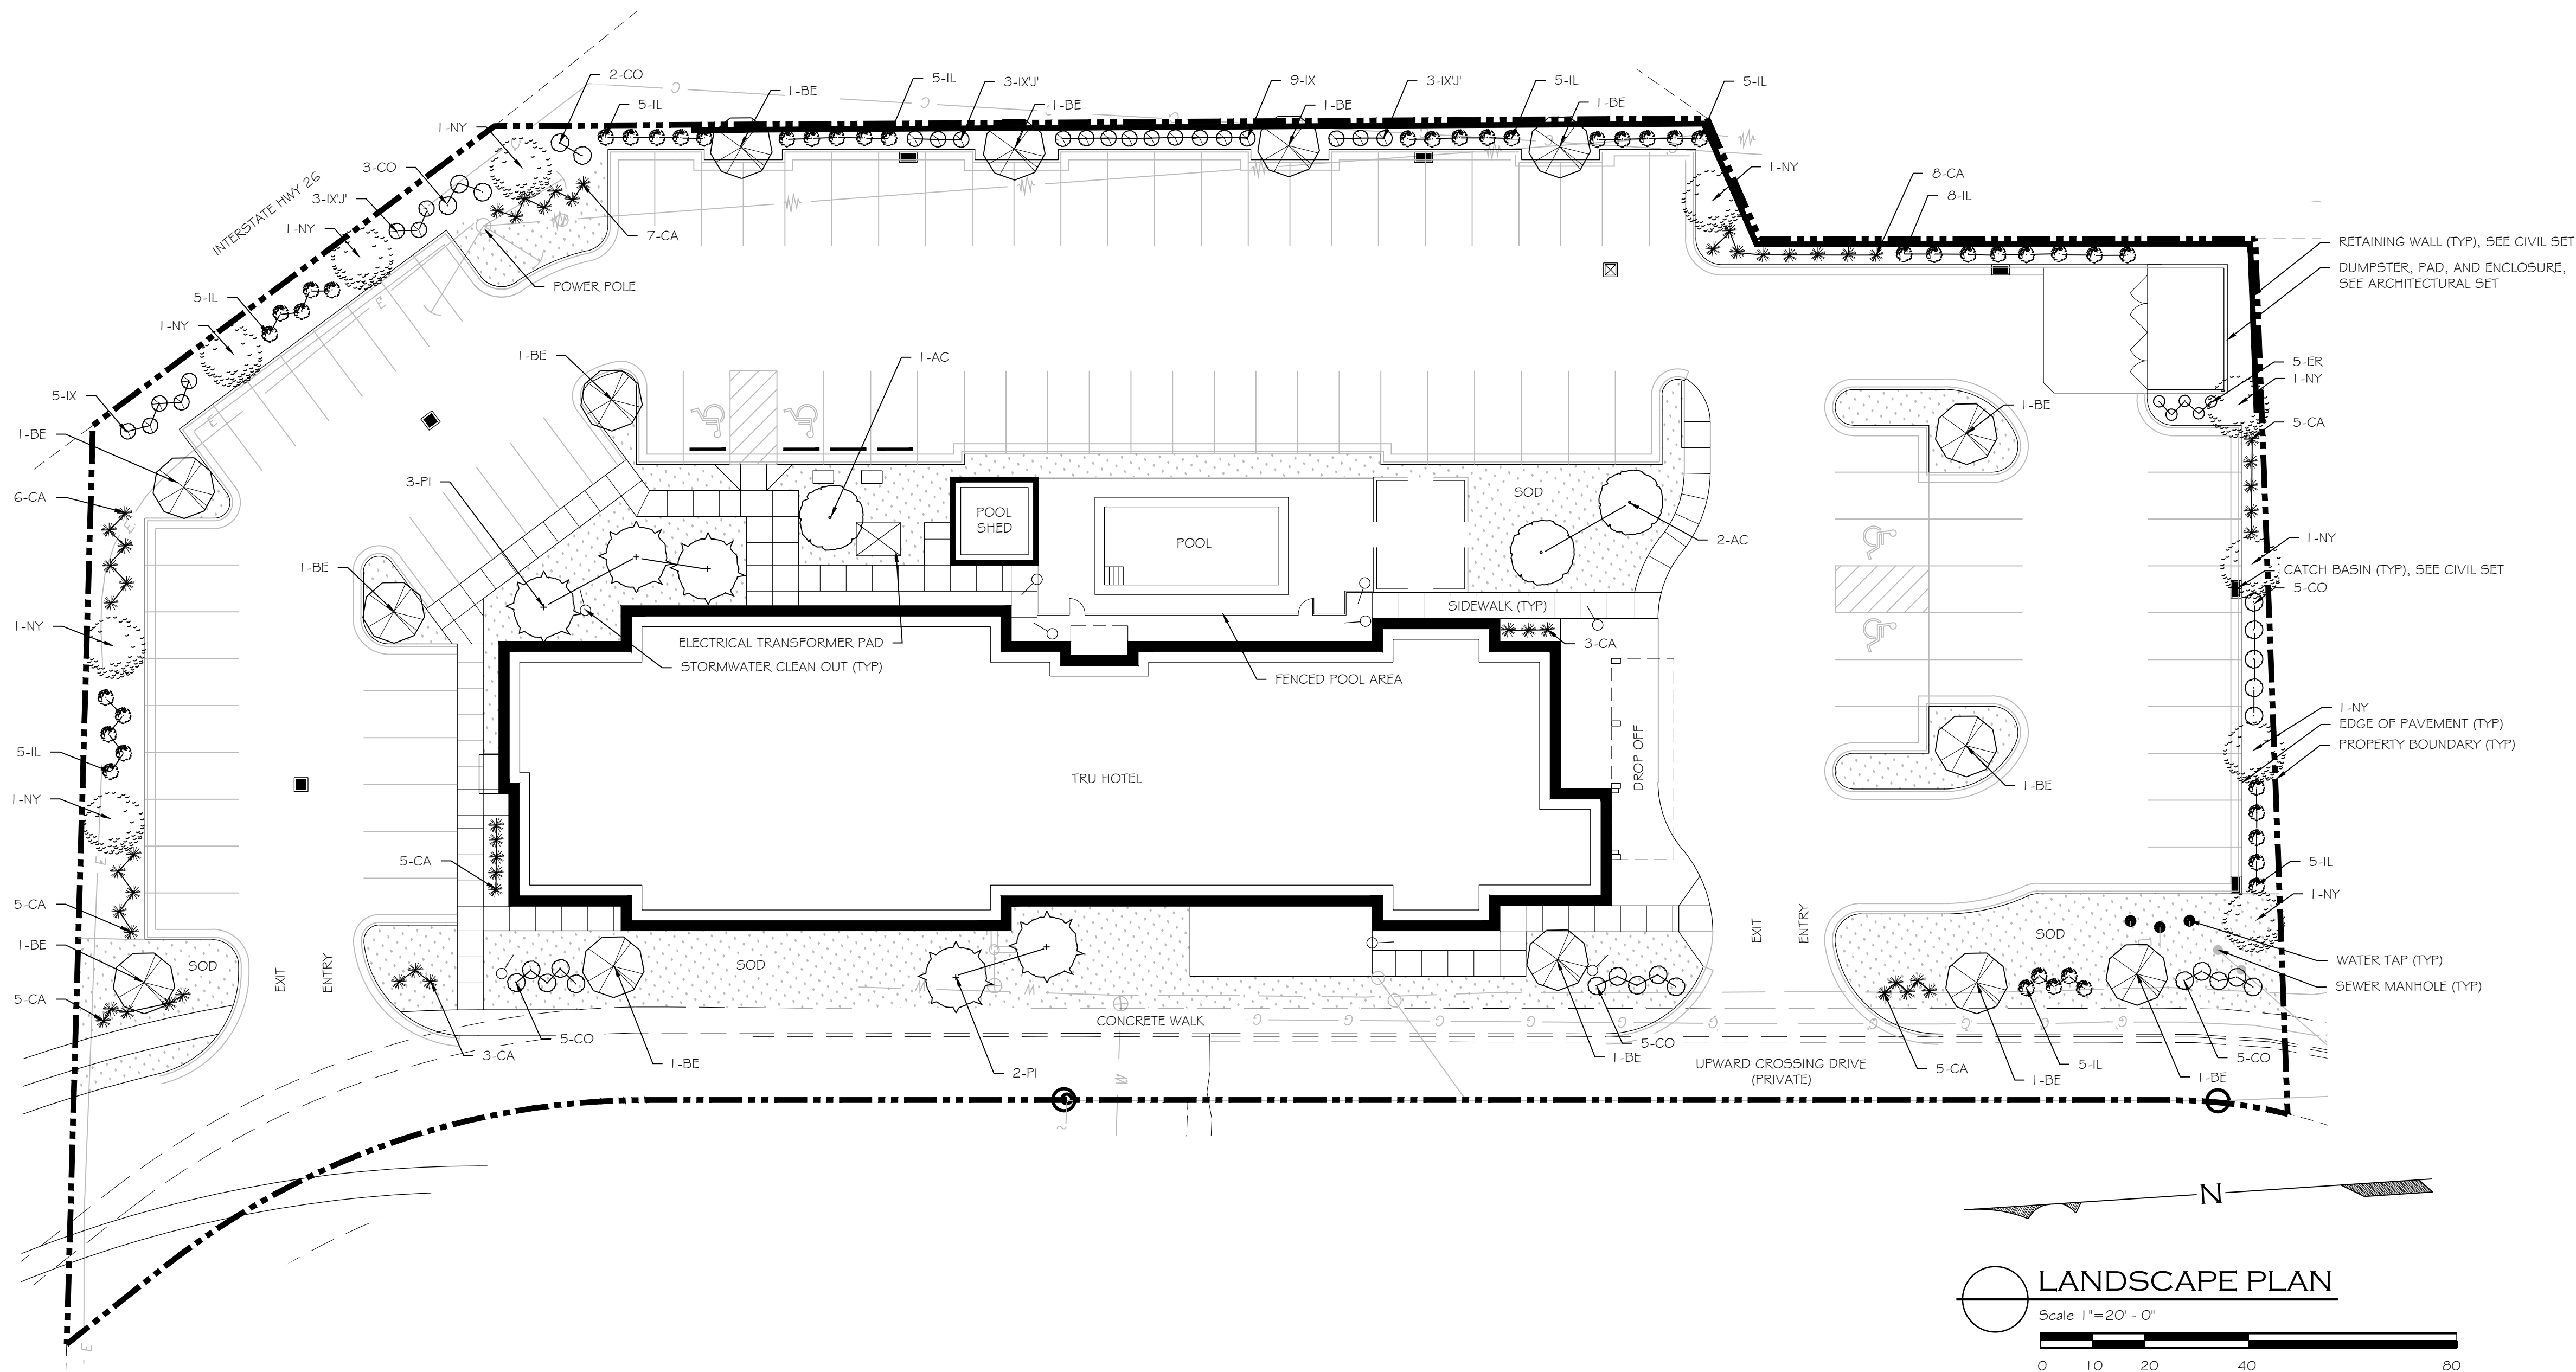 2-CO
5-IL
1-BE
5-IL
3-IX'J'
1-BE
9-IX
1-BE
3-IX'J'
5-IL
1-BE
5-IL
1-NY
3-CO
3-IX'J'
1-NY
INTERSTATE HWY 26
7-CA
POWER POLE
1-NY
8-CA
8-IL
RETAINING WALL (TYP), SEE CIVIL SET
DUMPSTER, PAD, AND ENCLOSURE,
SEE ARCHITECTURAL SET
5-IL
1-NY
5-IX
1-BE
6-CA
1-BE
1-AC
3-PI
1-BE
5-ER
1-NY
1-BE
5-CA
POOL
SHED
POOL
SOD
2-AC
1-NY
CATCH BASIN (TYP), SEE CIVIL SET
5-CO
1-BE
SIDEWALK (TYP)
1-NY
ELECTRICAL TRANSFORMER PAD
STORMWATER CLEAN OUT (TYP)
3-CA
FENCED POOL AREA
1-NY
EDGE OF PAVEMENT (TYP)
PROPERTY BOUNDARY (TYP)
5-IL
TRU HOTEL
DROP OFF
1-BE
1-NY
5-CA
5-IL
1-NY
5-CA
1-BE
SOD
EXIT
ENTRY
SOD
EXIT
ENTRY
SOD
WATER TAP (TYP)
SEWER MANHOLE (TYP)
5-CA
3-CA
5-CO
1-BE
2-PI
CONCRETE WALK
5-CO
1-BE
UPWARD CROSSING DRIVE
(PRIVATE)
5-CA
1-BE
5-IL
1-BE
5-CO
W
W
W
E
E
E
E
E
E
C
C
C
C
C
C
C
C
N
LANDSCAPE PLAN
Scale 1"=20' - 0"
0 10 20 40 80